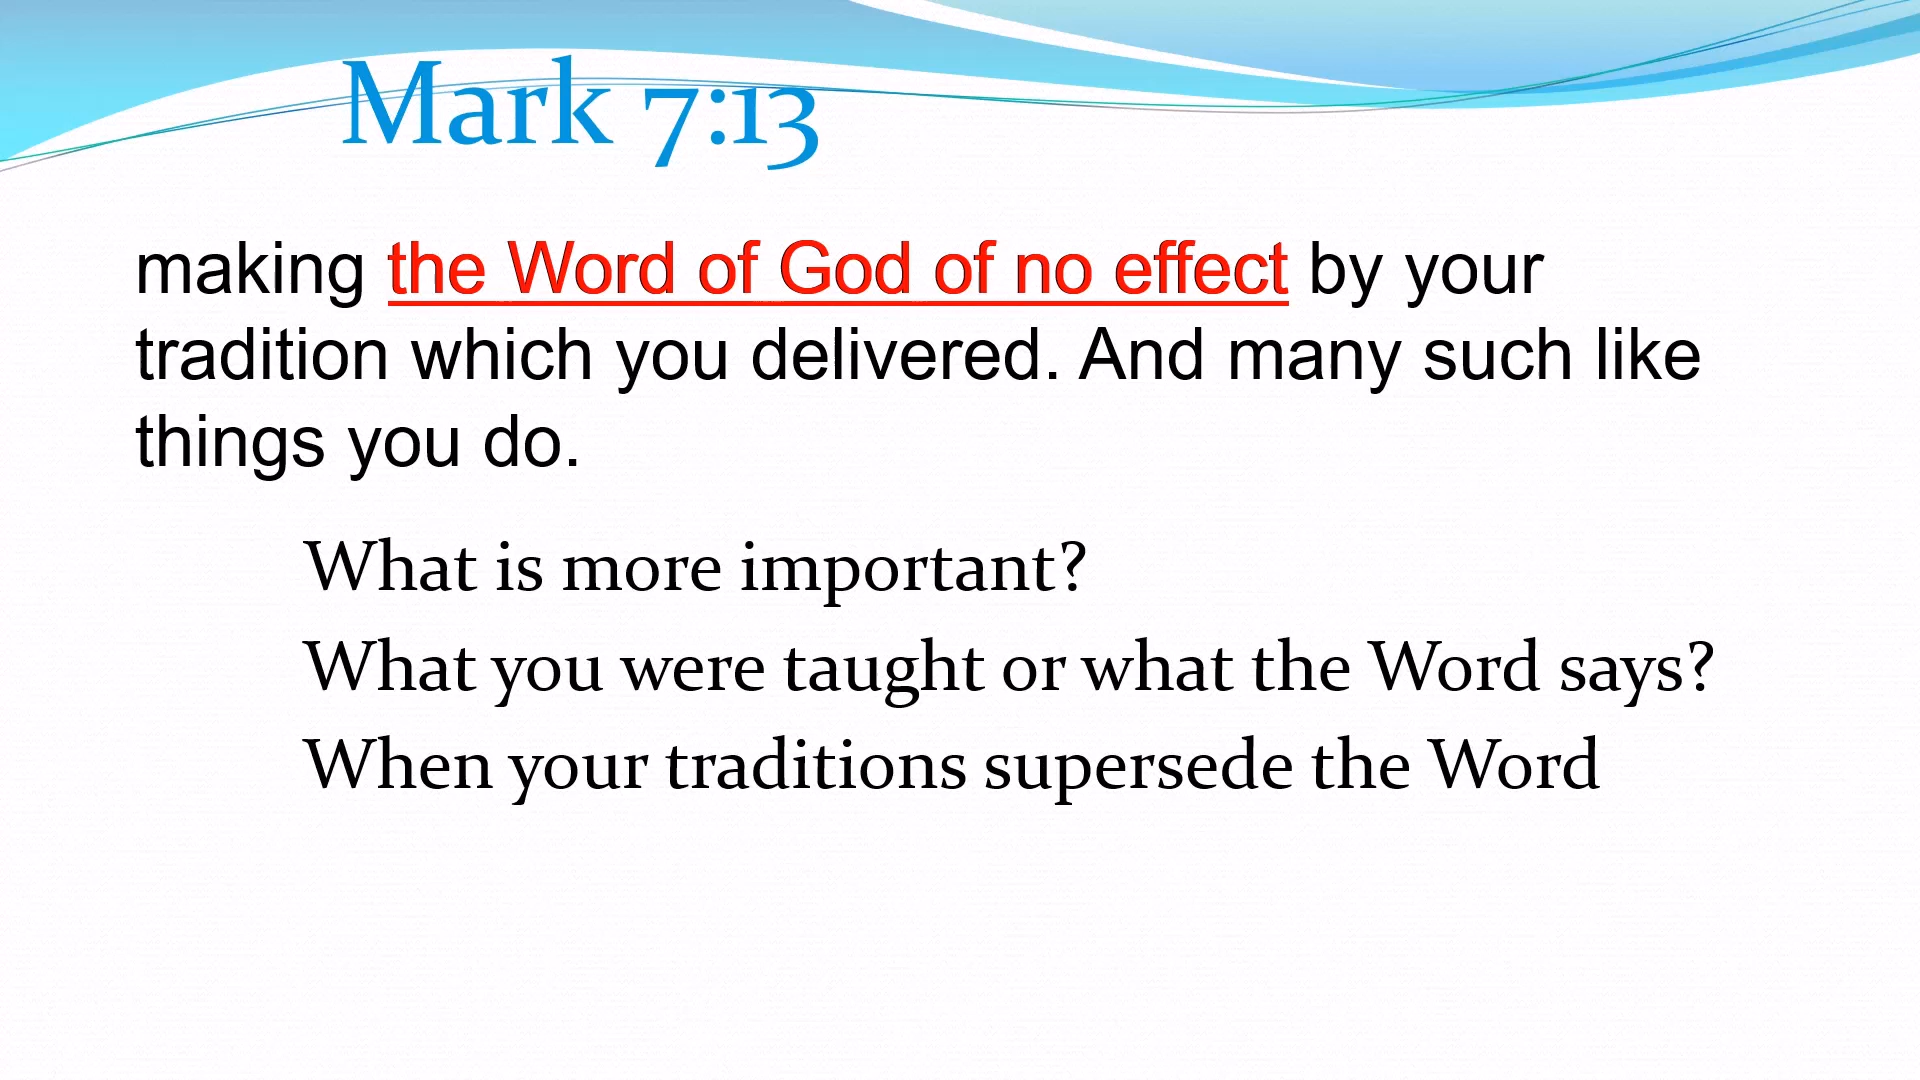 Mark 7:13
making the Word of God of no effect by your
tradition which you delivered. And many such like
things you do.
What is more important?
What you were taught or what the Word says?
When your traditions supersede the Word